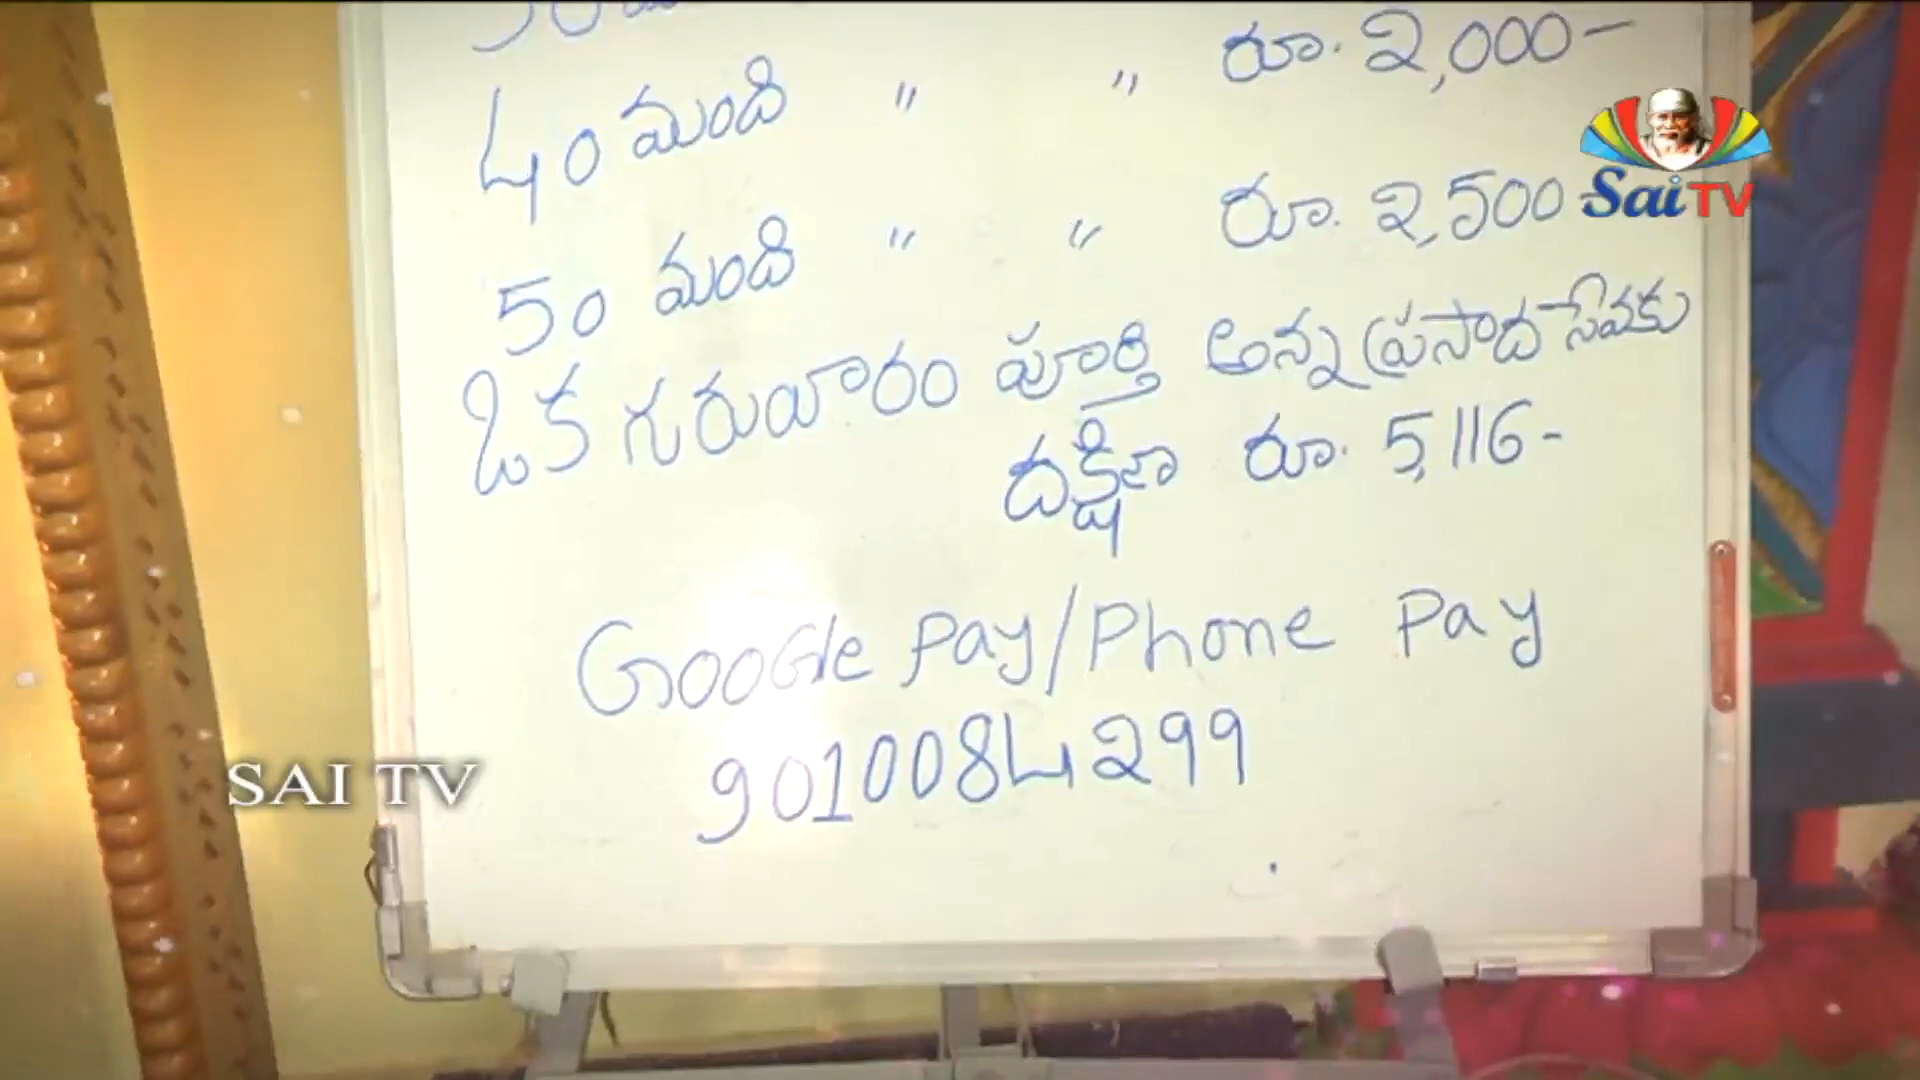 40 మంది " " రూ. 2,000-
50 మంది " " రూ. 2,500
ఒక గురువారం పూర్తి అన్న ప్రసాద సేవకు
దక్షిణ రూ. 5,116-
Google Pay/Phone Pay
9010084299
Sai TV
SAI TV